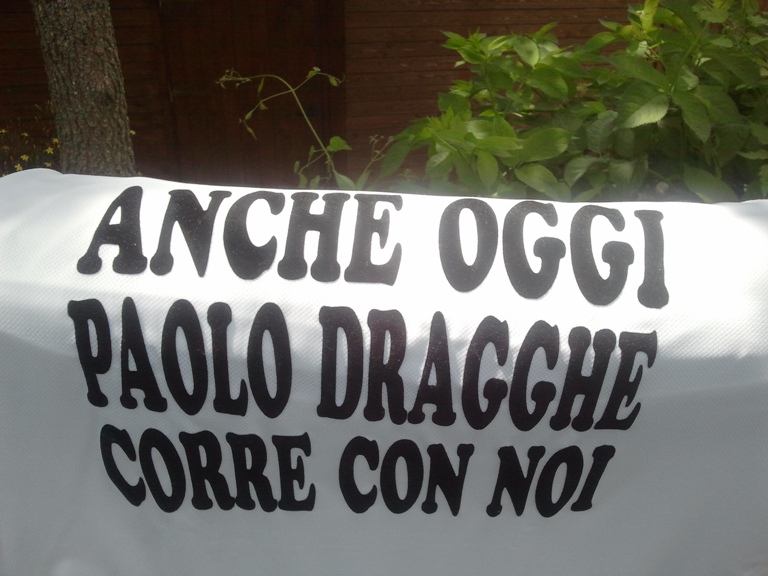 ANCHE OGGI
PAOLO DRAGGHE
CORRE CON NOI